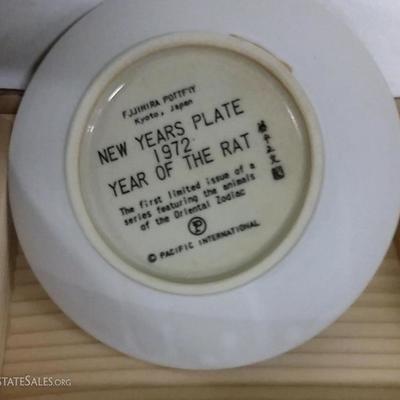 FUJIHIRA POTTERY
Kyoto, Japan
NEW YEARS PLATE
1972
YEAR OF THE RAT
The first limited issue of a
series featuring the animals
of the Oriental Zodiac
P
© PACIFIC INTERNATIONAL
STATESALES.ORG